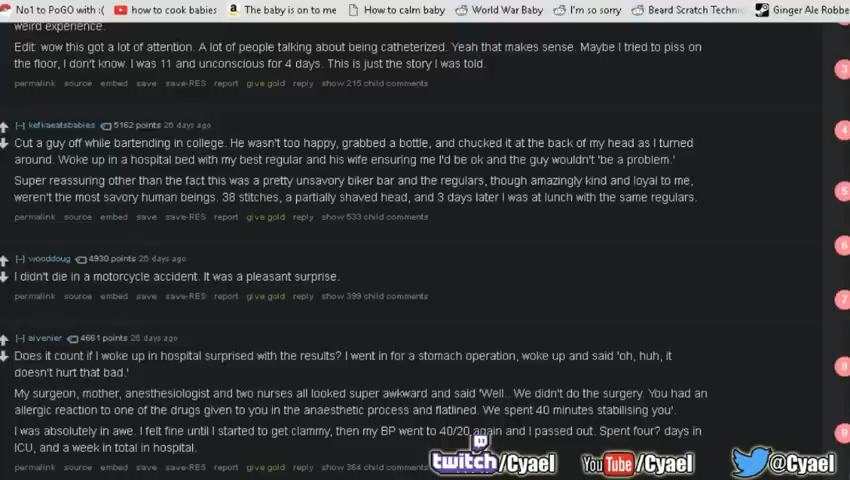 No1 to PoGO with :( how to cook babies The baby is on to me How to calm baby World War Baby I'm so sorry Beard Scratch Techni Ginger Ale Robbe
weird experience.
Edit: wow this got a lot of attention. A lot of people talking about being catheterized. Yeah that makes sense. Maybe I tried to piss on
the floor, I don't know. I was 11 and unconscious for 4 days. This is just the story I was told.
permalink source embed save save-RES report give gold reply show 215 child comments
3
[-] kefkaeatsbabies 5162 points 26 days ago
4
Cut a guy off while bartending in college. He wasn't too happy, grabbed a bottle, and chucked it at the back of my head as I turned
around. Woke up in a hospital bed with my best regular and his wife ensuring me I'd be ok and the guy wouldn't 'be a problem.'
Super reassuring other than the fact this was a pretty unsavory biker bar and the regulars, though amazingly kind and loyal to me,
5
weren't the most savory human beings. 38 stitches, a partially shaved head, and 3 days later I was at lunch with the same regulars.
permalink source embed save save-RES report give gold reply show 533 child comments
6
[-] wooddoug 4930 points 26 days ago
I didn't die in a motorcycle accident. It was a pleasant surprise.
permalink source embed save save-RES report give gold reply show 399 child comments
7
[-] aivenier 4661 points 26 days ago
Does it count if I woke up in hospital surprised with the results? I went in for a stomach operation, woke up and said 'oh, huh, it
doesn't hurt that bad.'
8
My surgeon, mother, anesthesiologist and two nurses all looked super awkward and said 'Well.. We didn't do the surgery. You had an
allergic reaction to one of the drugs given to you in the anaesthetic process and flatlined. We spent 40 minutes stabilising you'.
I was absolutely in awe. I felt fine until I started to get clammy, then my BP went to 40/20 again and I passed out. Spent four? days in
9
ICU, and a week in total in hospital.
permalink source embed save save-RES report give gold reply show 364 child comments
twitch/Cyael YouTube/Cyael @Cyael